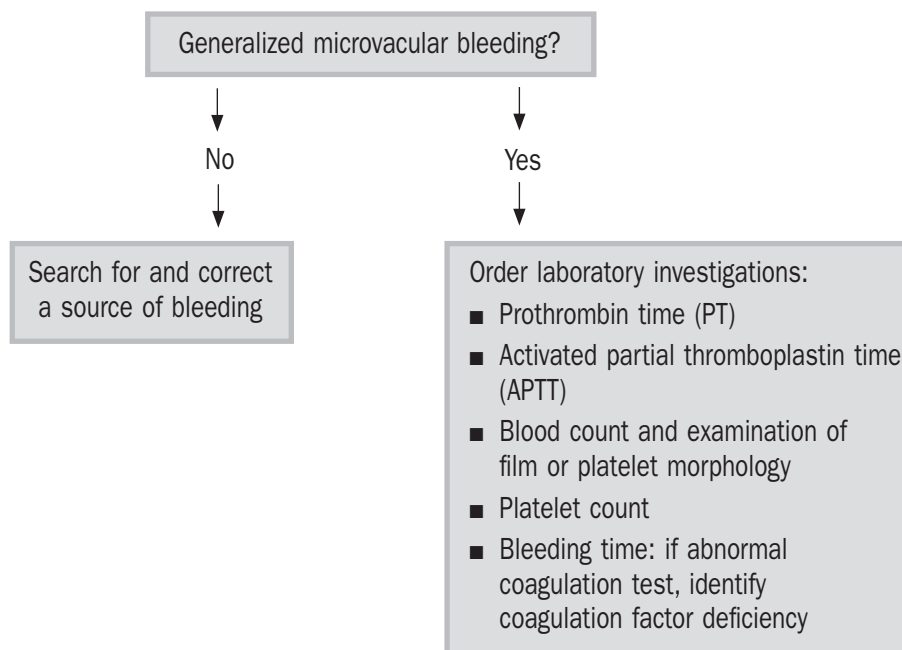 Generalized microvacular bleeding?
No
Yes
Search for and correct
a source of bleeding
Order laboratory investigations:
■ Prothrombin time (PT)
■ Activated partial thromboplastin time
(APTT)
■ Blood count and examination of
film or platelet morphology
■ Platelet count
■ Bleeding time: if abnormal
coagulation test, identify
coagulation factor deficiency